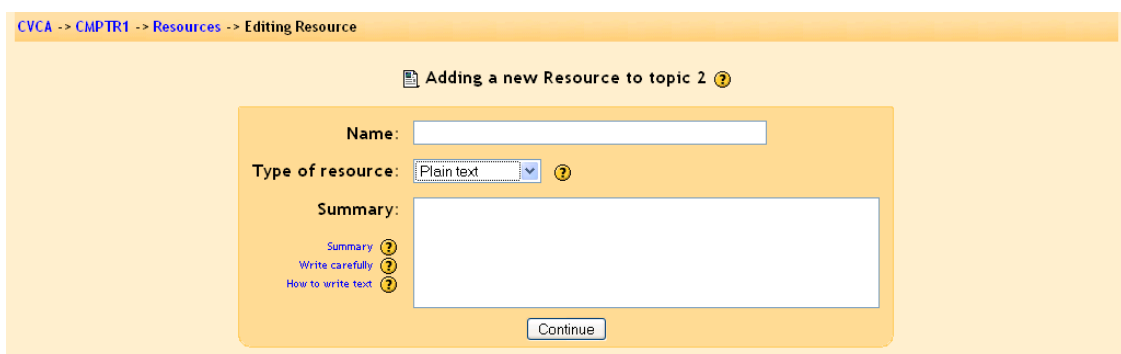 CVCA -> CMPTR1 -> Resources -> Editing Resource
Adding a new Resource to topic 2 ?
Name:
Type of resource: Plain text ?
Summary:
Summary ?
Write carefully ?
How to write text ?
Continue